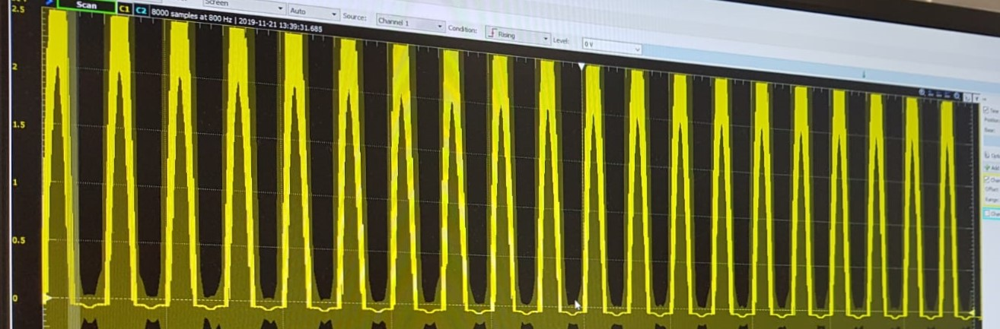 Screen
2.5 Scan C1 C2 8000 samples at 800 Hz | 2019-11-21 13:39:31.685
Auto Source: Channel 1 Condition: Rising Level: 0 V
2
1.5
1
0.5
0